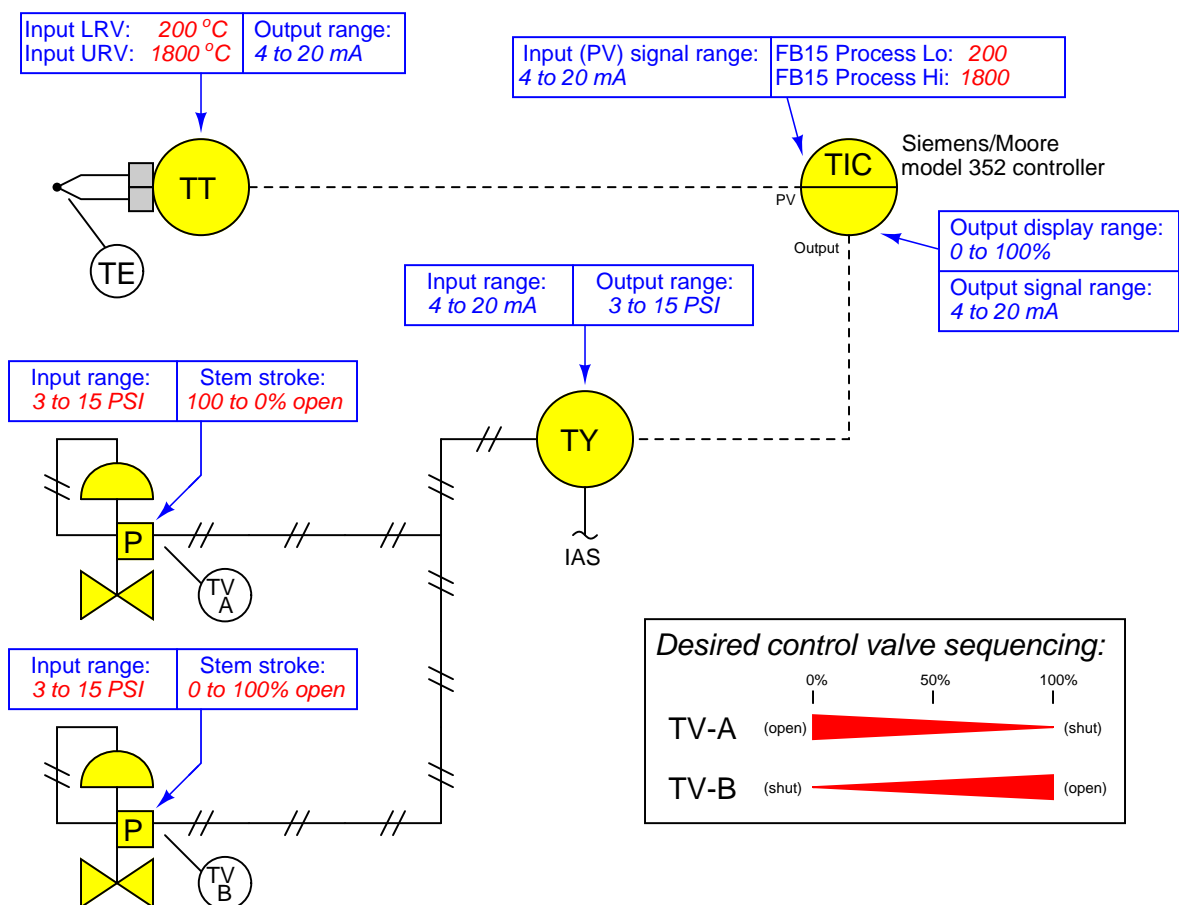 Input LRV: 200 °C
Input URV: 1800 °C
Output range:
4 to 20 mA
Input (PV) signal range:
4 to 20 mA
FB15 Process Lo: 200
FB15 Process Hi: 1800
TT
TIC
PV
Siemens/Moore
model 352 controller
TE
Output
Output display range:
0 to 100%
Output signal range:
4 to 20 mA
Input range:
4 to 20 mA
Output range:
3 to 15 PSI
Input range:
3 to 15 PSI
Stem stroke:
100 to 0% open
TY
IAS
P
TV
A
Input range:
3 to 15 PSI
Stem stroke:
0 to 100% open
P
TV
B
Desired control valve sequencing:
0% 50% 100%
TV-A (open) (shut)
TV-B (shut) (open)